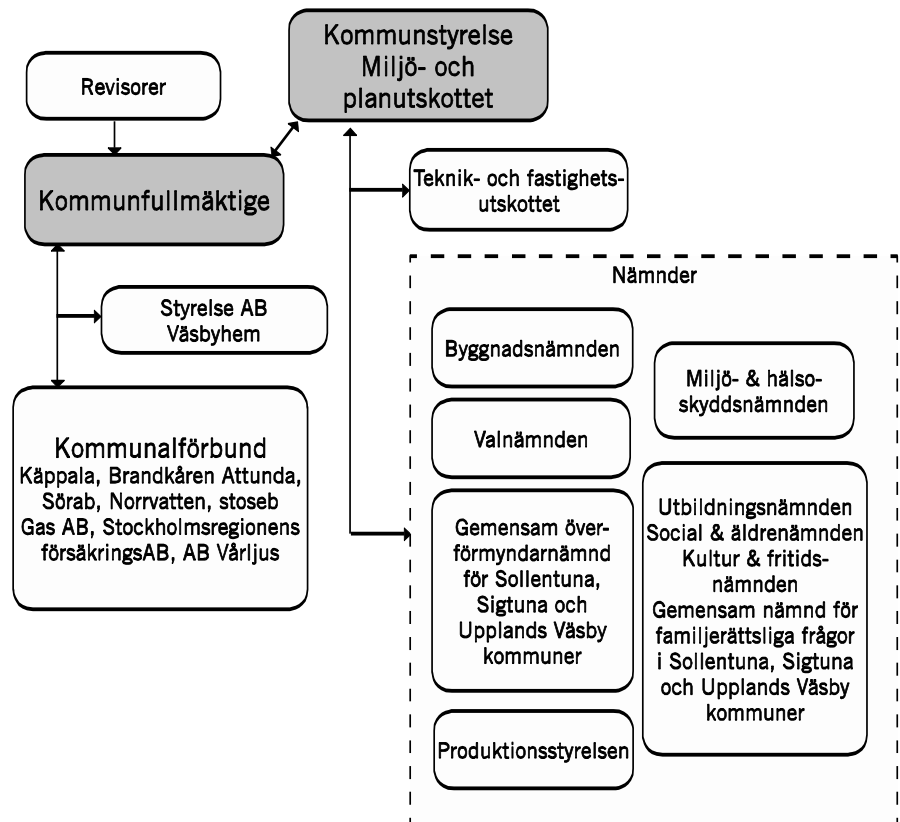 Kommunstyrelse
Miljö- och
planutskottet
Revisorer
Kommunfullmäktige
Teknik- och fastighets-
utskottet
Styrelse AB
Väsbyhem
Kommunalförbund
Käppala, Brandkåren Attunda,
Sörab, Norrvatten, stoseb
Gas AB, Stockholmsregionens
försäkringsAB, AB Vårljus
Nämnder
Byggnadsnämnden
Valnämnden
Gemensam över-
förmyndarnämnd
för Sollentuna,
Sigtuna och
Upplands Väsby
kommuner
Produktionsstyrelsen
Miljö- & hälso-
skyddsnämnden
Utbildningsnämnden
Social & äldrenämnden
Kultur & fritids-
nämnden
Gemensam nämnd för
familjerättsliga frågor
i Sollentuna, Sigtuna
och Upplands Väsby
kommuner